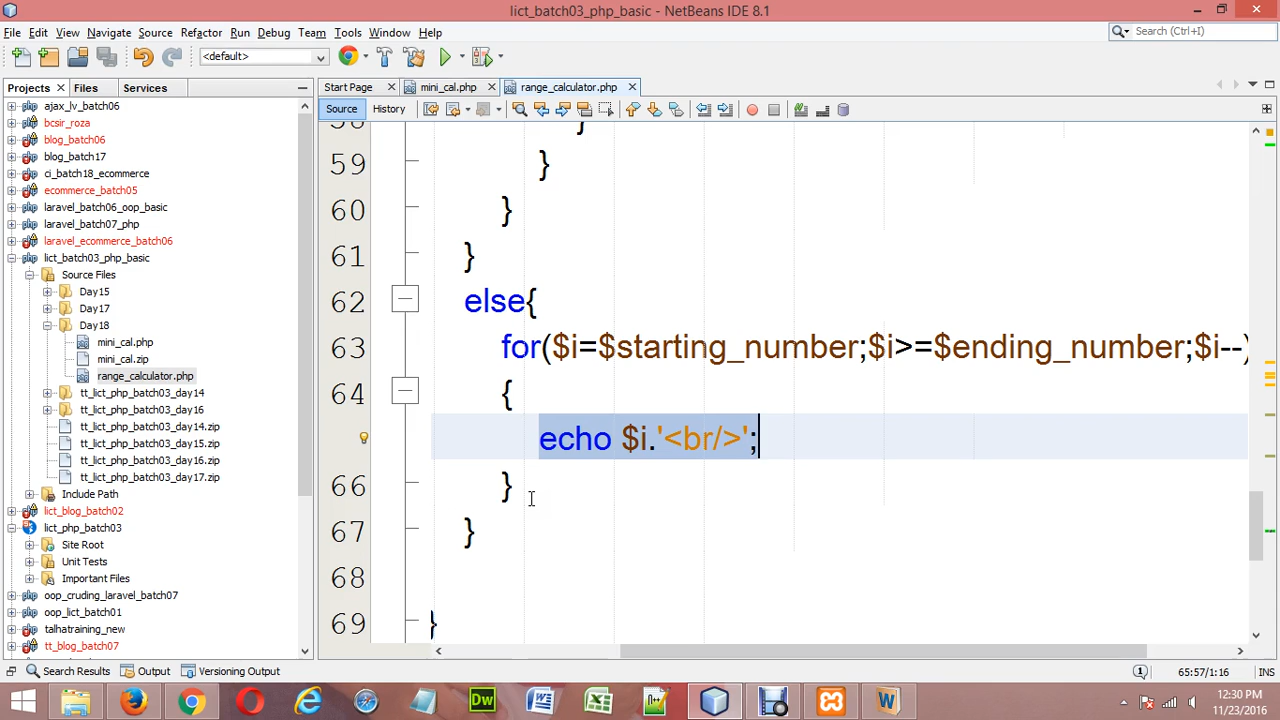 lict_batch03_php_basic - NetBeans IDE 8.1
File Edit View Navigate Source Refactor Run Debug Team Tools Window Help
Search (Ctrl+I)
<default>
Projects Files Services
Start Page mini_cal.php range_calculator.php
Source History
ajax_lv_batch06
bcsir_roza
blog_batch06
blog_batch17
ci_batch18_ecommerce
ecommerce_batch05
laravel_batch06_oop_basic
laravel_batch07_php
laravel_ecommerce_batch06
lict_batch03_php_basic
Source Files
Day15
Day17
Day18
mini_cal.php
mini_cal.zip
range_calculator.php
tt_lict_php_batch03_day14
tt_lict_php_batch03_day16
tt_lict_php_batch03_day14.zip
tt_lict_php_batch03_day15.zip
tt_lict_php_batch03_day16.zip
tt_lict_php_batch03_day17.zip
Include Path
lict_blog_batch02
lict_php_batch03
Site Root
Unit Tests
Important Files
oop_cruding_laravel_batch07
oop_lict_batch01
talhatraining_new
tt_blog_batch07
58 }
59 }
60 }
61 }
62 else{
63 for($i=$starting_number;$i>=$ending_number;$i--)
64 {
echo $i.'<br/>';
66 }
67 }
68
69 }
Search Results Output Versioning Output
65:57/1:16 INS
12:30 PM
11/23/2016